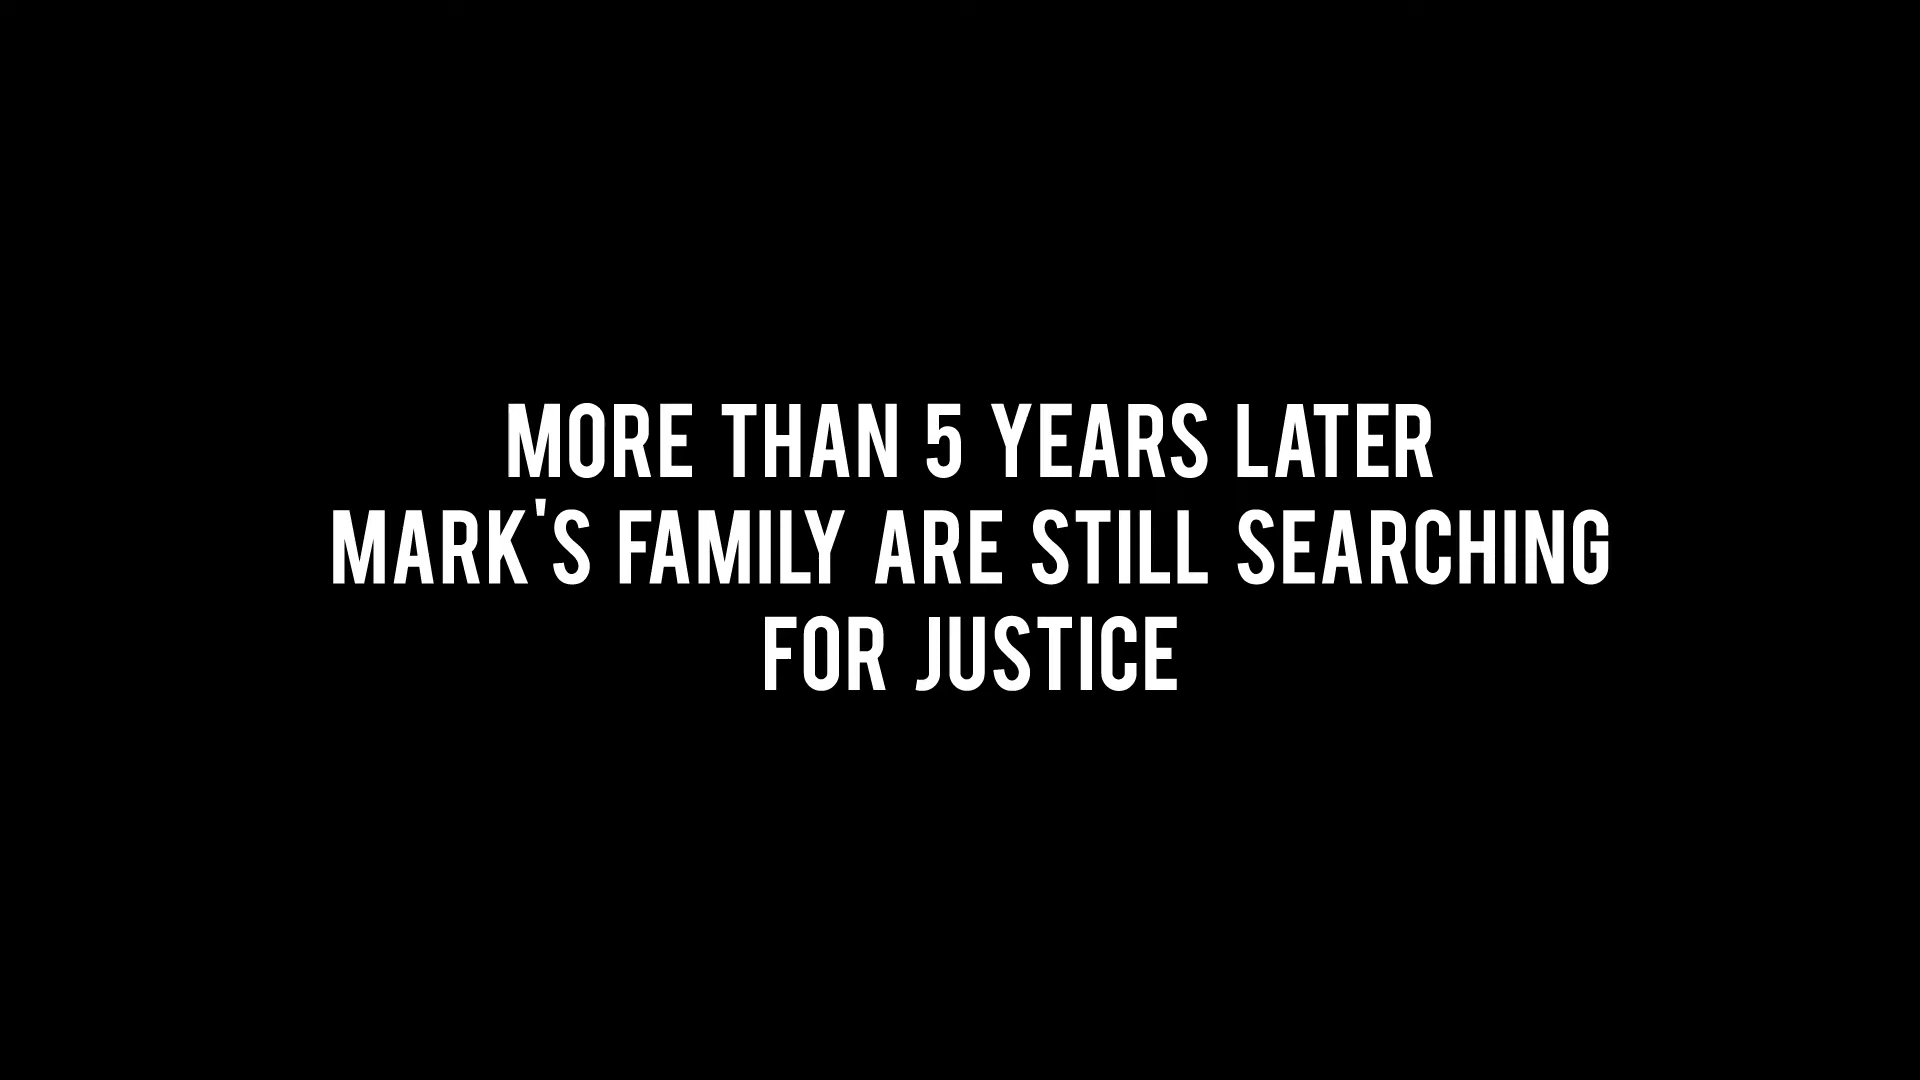 MORE THAN 5 YEARS LATER
MARK'S FAMILY ARE STILL SEARCHING
FOR JUSTICE